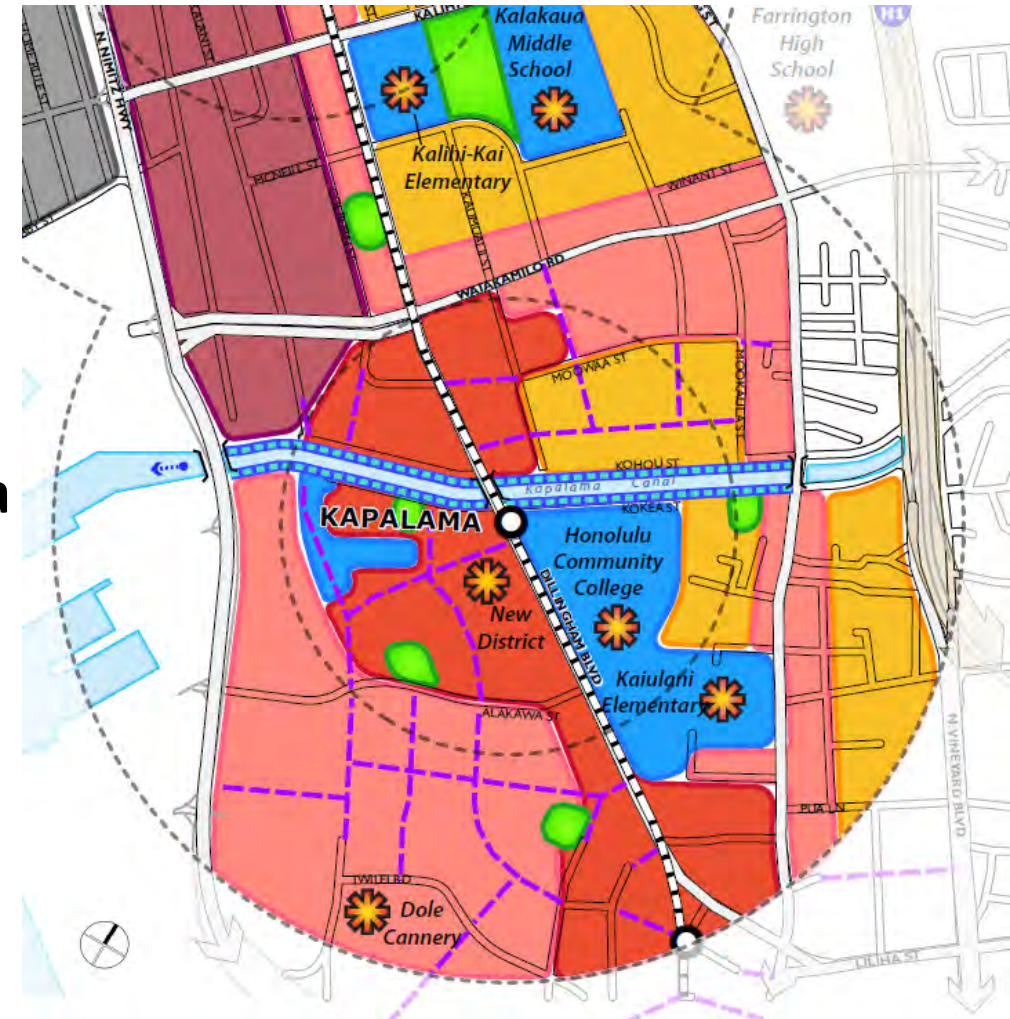 Kalakaua
Middle
School
Farrington
High
School
H1
N NIMITZ HWY
Kalihi-Kai
Elementary
MCNEILL ST
WINANT ST
WAIAKAMILO RD
MOOWAA ST
MOOKAULA ST
KOHOU ST
Kapalama Canal
KOKEA ST
KAPALAMA
Honolulu
Community
College
New
District
DILLINGHAM BLVD
Kaiulani
Elementary
ALAKAWA ST
N VINEYARD BLVD
PUA LN
IWILEI RD
Dole
Cannery
LILIHA ST